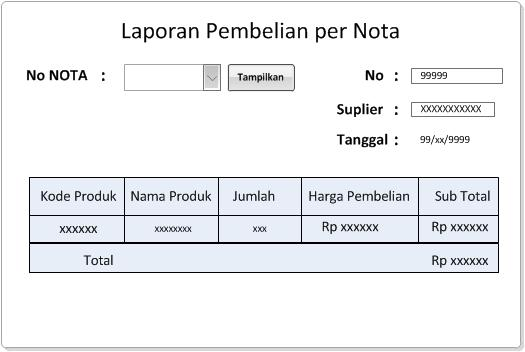 Laporan Pembelian per Nota
No NOTA : Tampilkan No : 99999
Suplier : XXXXXXXXXXX
Tanggal : 99/xx/9999
Kode Produk Nama Produk Jumlah Harga Pembelian Sub Total
xxxxxx xxxxxxxx xxx Rp xxxxxx Rp xxxxxx
Total Rp xxxxxx